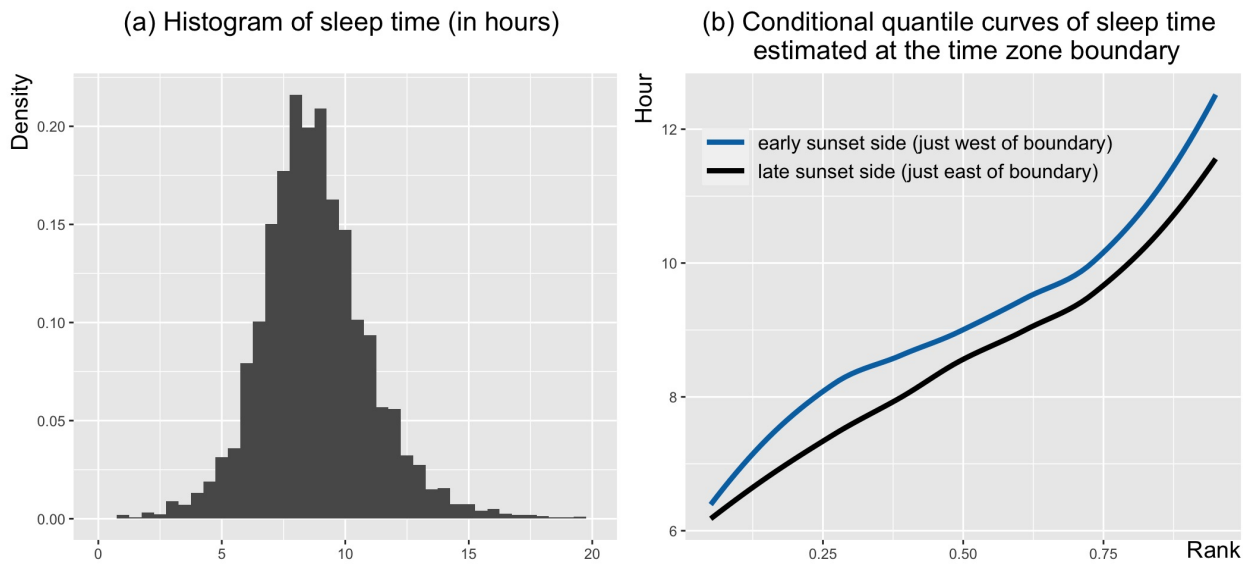 (a) Histogram of sleep time (in hours)
Density
0.20
0.15
0.10
0.05
0.00
0 5 10 15 20
(b) Conditional quantile curves of sleep time
estimated at the time zone boundary
Hour
12
10
8
6
early sunset side (just west of boundary)
late sunset side (just east of boundary)
0.25 0.50 0.75
Rank